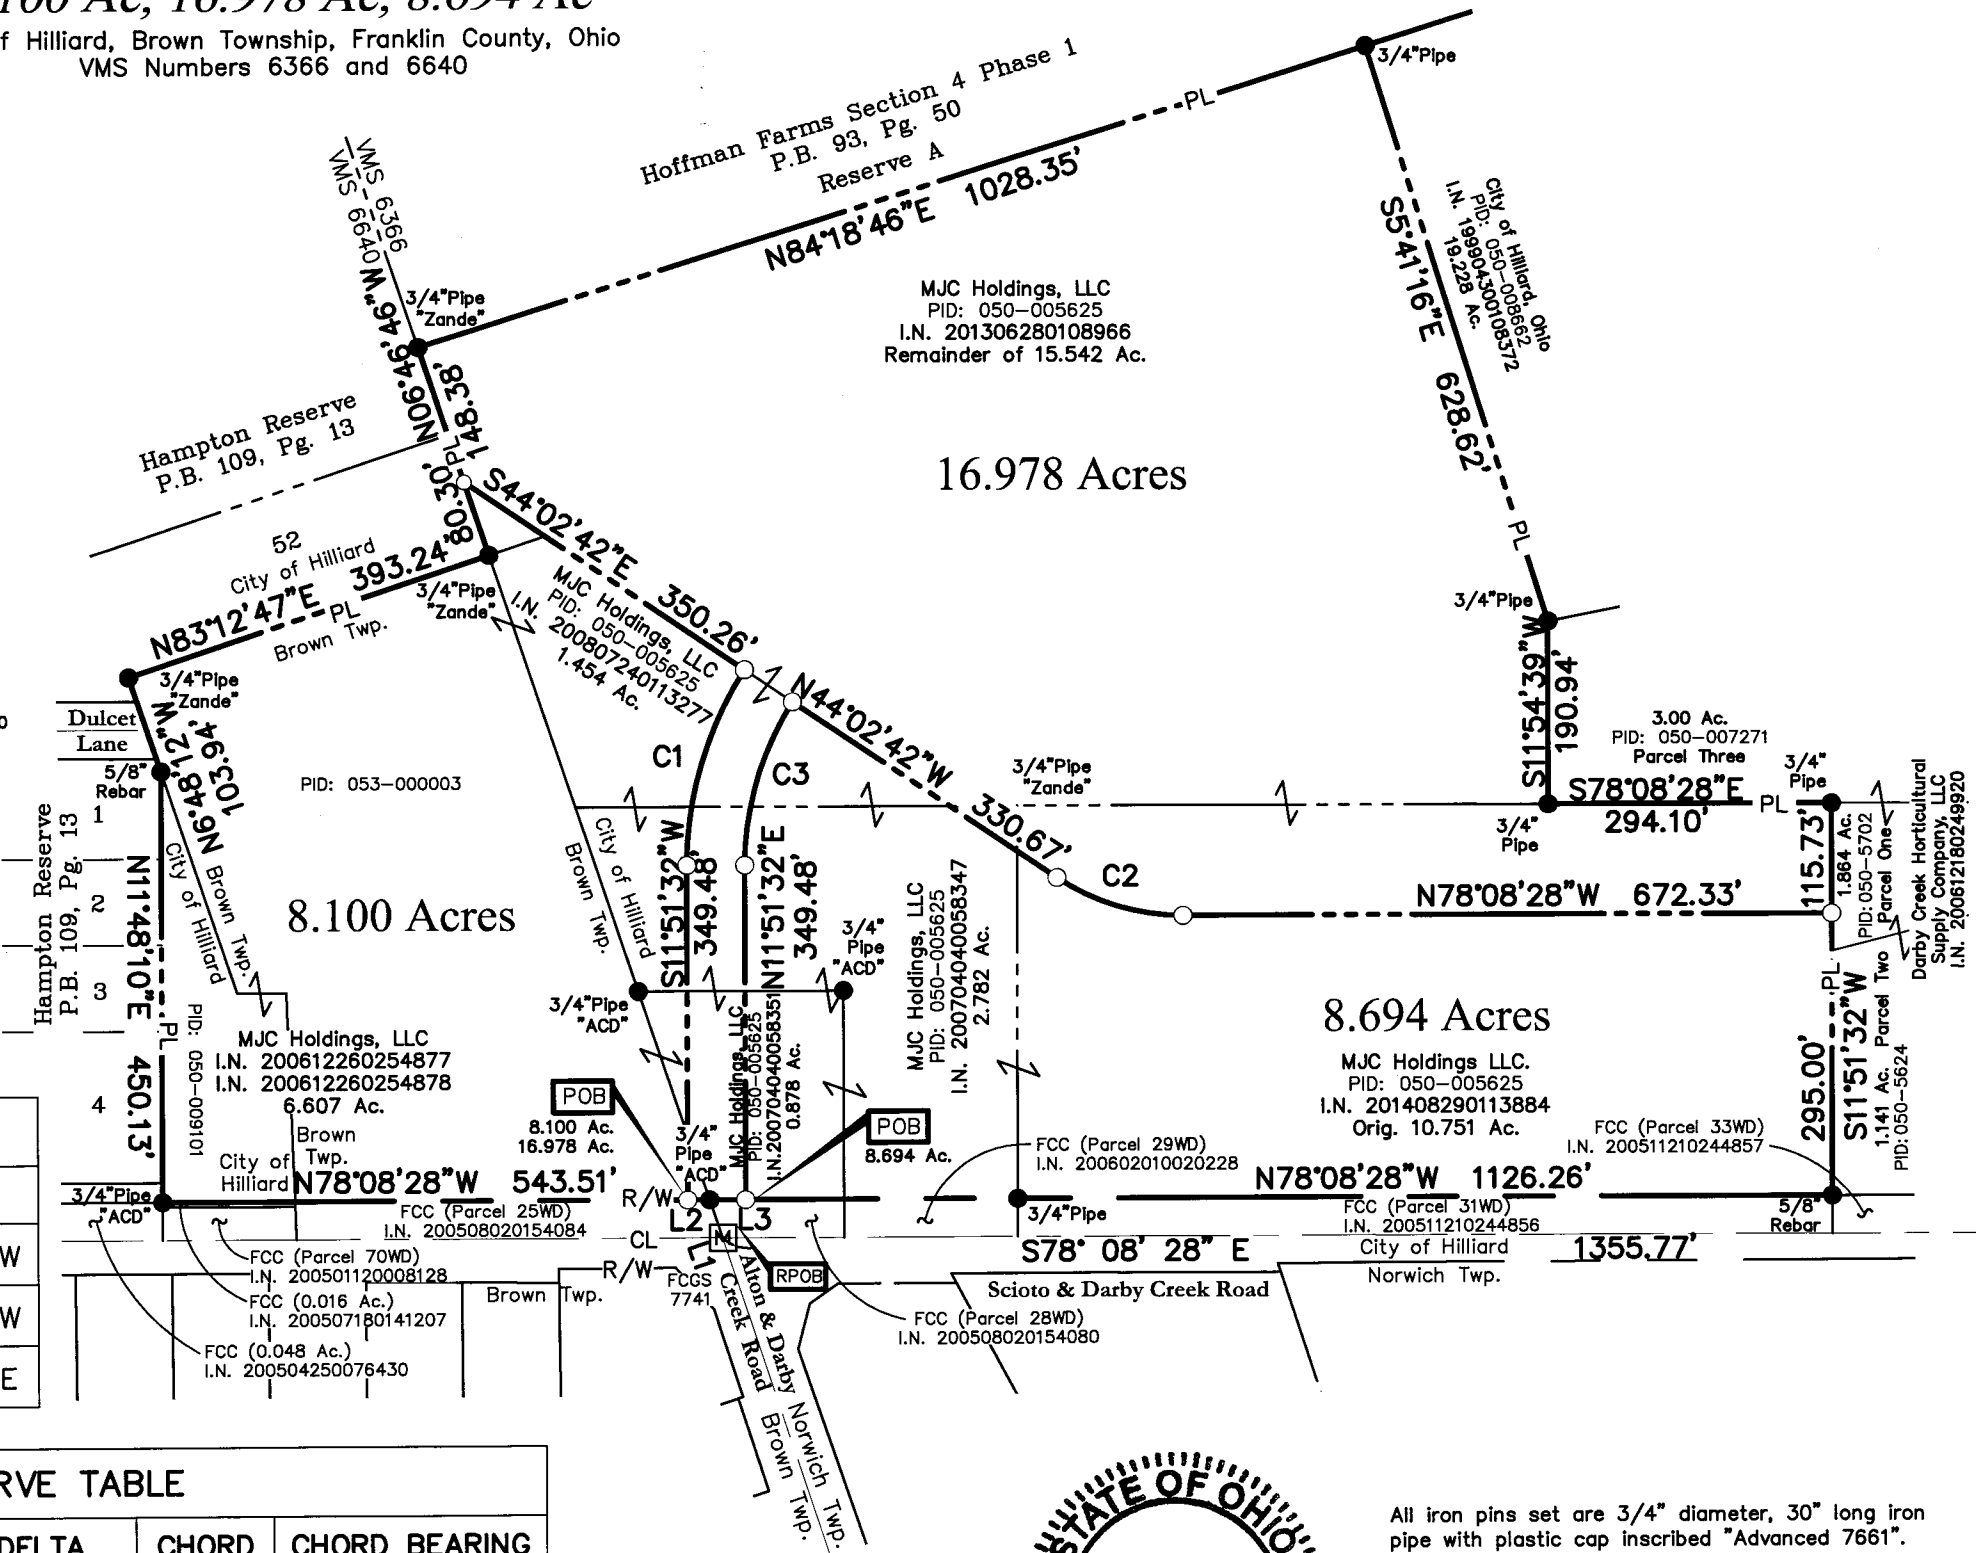 8.694 Ac
Hilliard, Brown Township, Franklin County, Ohio
VMS Numbers 6366 and 6640
VMS 6366
VMS 6640
Hoffman Farms Section 4 Phase 1
P.B. 93, Pg. 50
Reserve A
N84°18'46"E 1028.35'
PL
3/4"Pipe
S5°41'16"E 628.62'
City of Hilliard, Ohio
PID: 050-008662
I.N. 199904300108372
19.228 Ac.
PL
N06°46'46"W
148.38'
80.30'
PL
3/4"Pipe
"Zande"
MJC Holdings, LLC
PID: 050-005625
I.N. 201306280108966
Remainder of 15.542 Ac.
16.978 Acres
Hampton Reserve
P.B. 109, Pg. 13
52
City of Hilliard
N83°12'47"E 393.24'
PL
Brown Twp.
3/4"Pipe
"Zande"
S44°02'42"E 350.26'
MJC Holdings, LLC
PID: 050-005625
I.N. 200807240113277
1.454 Ac.
3/4"Pipe
S11°54'39"W
190.94'
3/4"Pipe
"Zande"
N6°48'12"W
103.94'
Dulcet
Lane
5/8"
Rebar
PID: 053-000003
C1
C3
N44°02'42"W 330.67'
3/4"Pipe
"Zande"
3.00 Ac.
PID: 050-007271
Parcel Three
S78°08'28"E
294.10'
PL
3/4"
Pipe
3/4"
Pipe
115.73'
1.864 Ac.
PID:050-5702
Parcel One
Darby Creek Horticultural
Supply Company, LLC
I.N. 200612180249920
Hampton Reserve
P.B. 109, Pg. 13
1
2
3
4
N11°48'10"E 450.13'
PL
Brown Twp.
City of Hilliard
8.100 Acres
City of Hilliard
Brown Twp.
S11°51'32"W
349.48'
N11°51'32"E
349.48'
C2
N78°08'28"W 672.33'
MJC Holdings, LLC
PID: 050-005625
I.N. 200704040058347
2.782 Ac.
3/4"
Pipe
"ACD"
3/4"Pipe
"ACD"
8.694 Acres
MJC Holdings LLC.
PID: 050-005625
I.N. 201408290113884
Orig. 10.751 Ac.
PL
295.00'
S11°51'32"W
1.141 Ac. Parcel Two
PID:050-5624
PID: 050-009101
MJC Holdings, LLC
I.N. 200612260254877
I.N. 200612260254878
6.607 Ac.
MJC Holdings, LLC
PID: 050-005625
I.N.200704040058351
0.878 Ac.
POB
8.100 Ac.
16.978 Ac.
3/4"
Pipe
"ACD"
POB
8.694 Ac.
Brown
Twp.
City of
Hilliard
N78°08'28"W 543.51'
R/W
FCC (Parcel 29WD)
I.N. 200602010020228
FCC (Parcel 33WD)
I.N. 200511210244857
N78°08'28"W 1126.26'
3/4"Pipe
"ACD"
FCC (Parcel 25WD)
I.N. 200508020154084
L2
L3
3/4"Pipe
FCC (Parcel 31WD)
I.N. 200511210244856
5/8"
Rebar
CL
M
L1
S78° 08' 28" E 1355.77'
City of Hilliard
Norwich Twp.
R/W
FCGS
7741
RPOB
Scioto & Darby Creek Road
FCC (Parcel 70WD)
I.N. 200501120008128
FCC (0.016 Ac.)
I.N. 200507180141207
FCC (0.048 Ac.)
I.N. 200504250076430
Brown Twp.
Alton & Darby
Creek Road
FCC (Parcel 28WD)
I.N. 200508020154080
Norwich Twp.
Brown Twp.
W
W
E
TABLE
DELTA CHORD CHORD BEARING
STATE OF OHIO
All iron pins set are 3/4" diameter, 30" long iron
pipe with plastic cap inscribed "Advanced 7661".